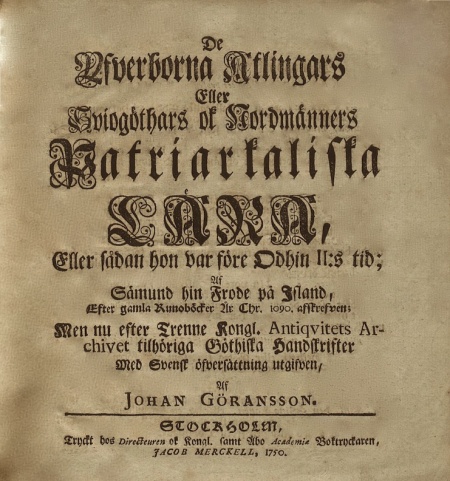 De
Yfverborna Atlingars
Eller
Sviogöthars ok Nordmänners
Patriarkaliska
LÄRA,
Eller sådan hon var före Odhin II:s tid;
Af
Sämund hin Frode på Island,
Efter gamla Runoböcker År Chr. 1090. afskrefven;
Men nu efter Trenne Kongl. Antiqvitets Ar-
chivet tilhöriga Göthiska Handskrifter
Med Svensk öfversättning utgifven,
Af
JOHAN GÖRANSSON.
STOCKHOLM,
Tryckt hos Directeuren ok Kongl. samt Åbo Academiæ Boktryckaren,
JACOB MERCKELL, 1750.